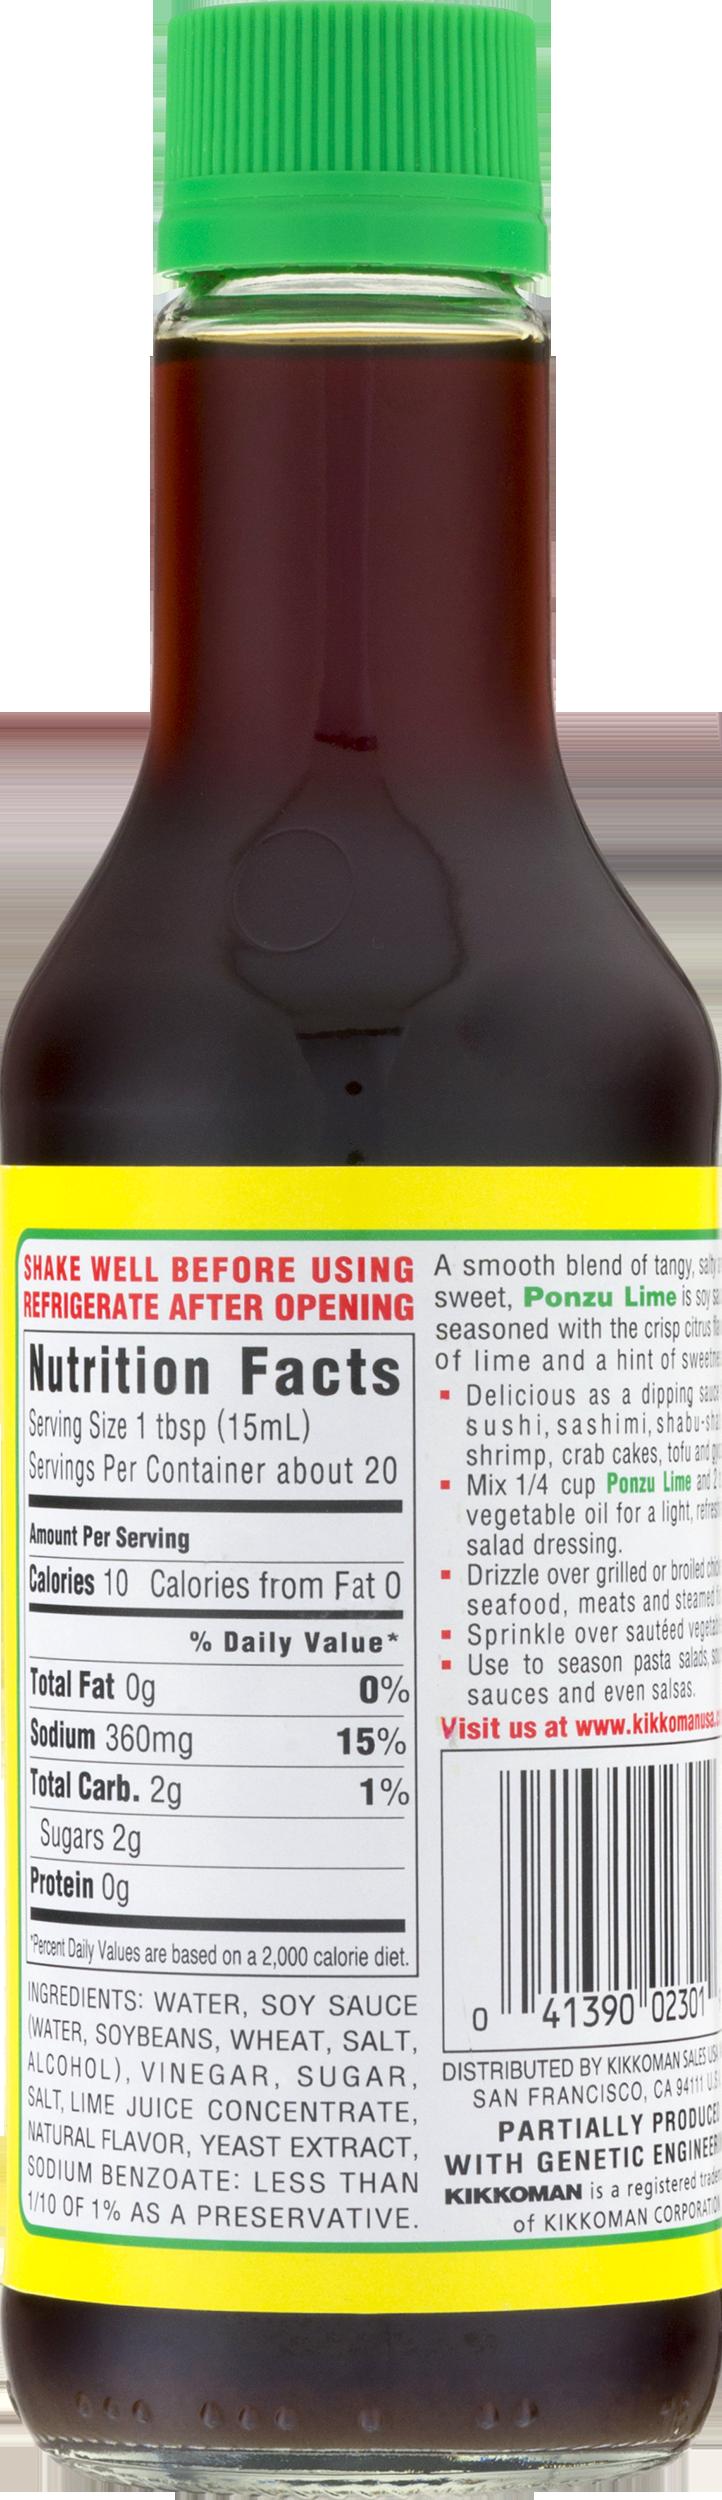 SHAKE WELL BEFORE USING
REFRIGERATE AFTER OPENING
Nutrition Facts
Serving Size 1 tbsp (15mL)
Servings Per Container about 20
Amount Per Serving
Calories 10 Calories from Fat 0
% Daily Value*
Total Fat 0g 0%
Sodium 360mg 15%
Total Carb. 2g 1%
Sugars 2g
Protein 0g
*Percent Daily Values are based on a 2,000 calorie diet.
INGREDIENTS: WATER, SOY SAUCE
(WATER, SOYBEANS, WHEAT, SALT,
ALCOHOL), VINEGAR, SUGAR,
SALT, LIME JUICE CONCENTRATE,
NATURAL FLAVOR, YEAST EXTRACT,
SODIUM BENZOATE: LESS THAN
1/10 OF 1% AS A PRESERVATIVE.
A smooth blend of tangy, salty
sweet, Ponzu Lime is soy
seasoned with the crisp citrus
of lime and a hint of
Delicious as a dipping sauce
sushi, sashimi,
shrimp, crab cakes, tofu and
Mix 1/4 cup Ponzu Lime and 2
vegetable oil for a light,
salad dressing.
Drizzle over grilled or broiled
seafood, meats and steamed
Sprinkle over sautéed
Use to season pasta salads,
sauces and even salsas.
Visit us at www.kikkomanusa.c
0 41390 02301
DISTRIBUTED BY KIKKOMAN SALES USA
SAN FRANCISCO, CA 94111
PARTIALLY PRODUCED
WITH GENETIC
KIKKOMAN is a registered
of KIKKOMAN CORPORATION